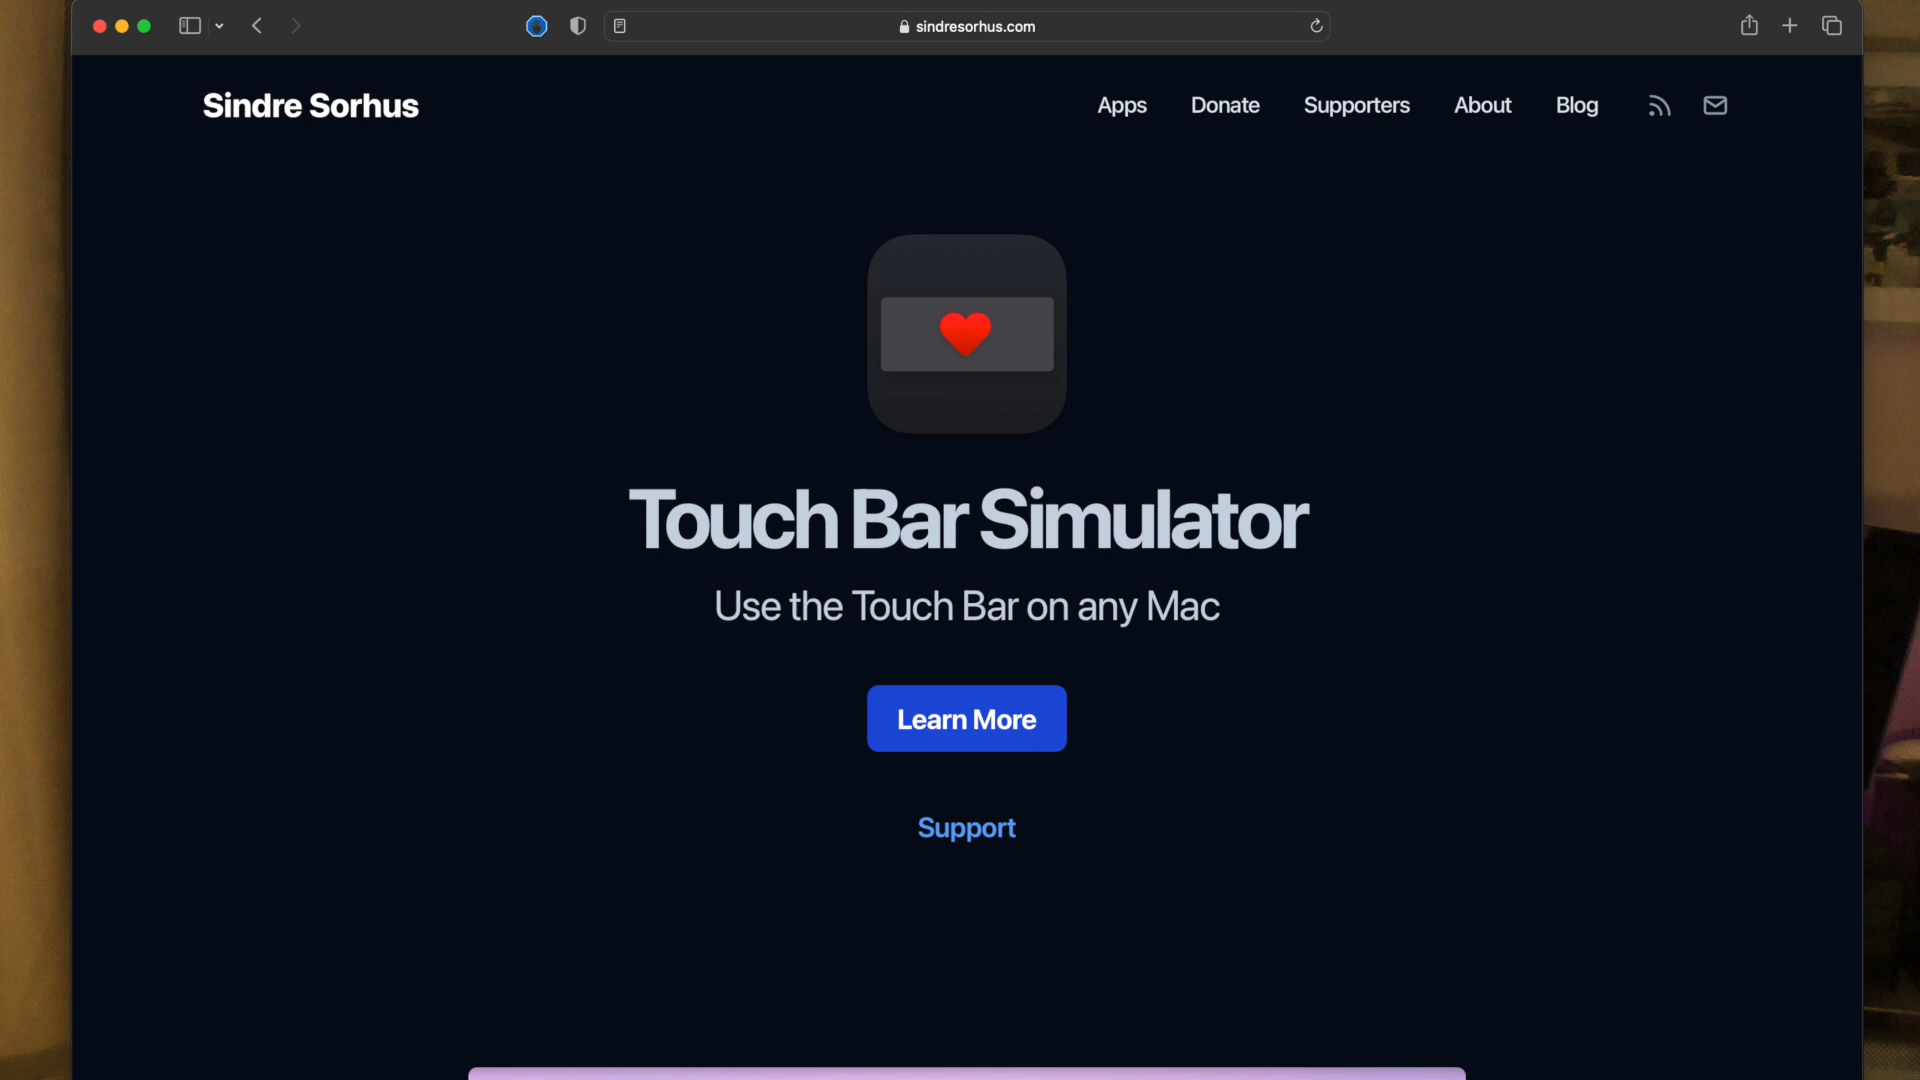 sindresorhus.com
Sindre Sorhus
Apps Donate Supporters About Blog
Touch Bar Simulator
Use the Touch Bar on any Mac
Learn More
Support